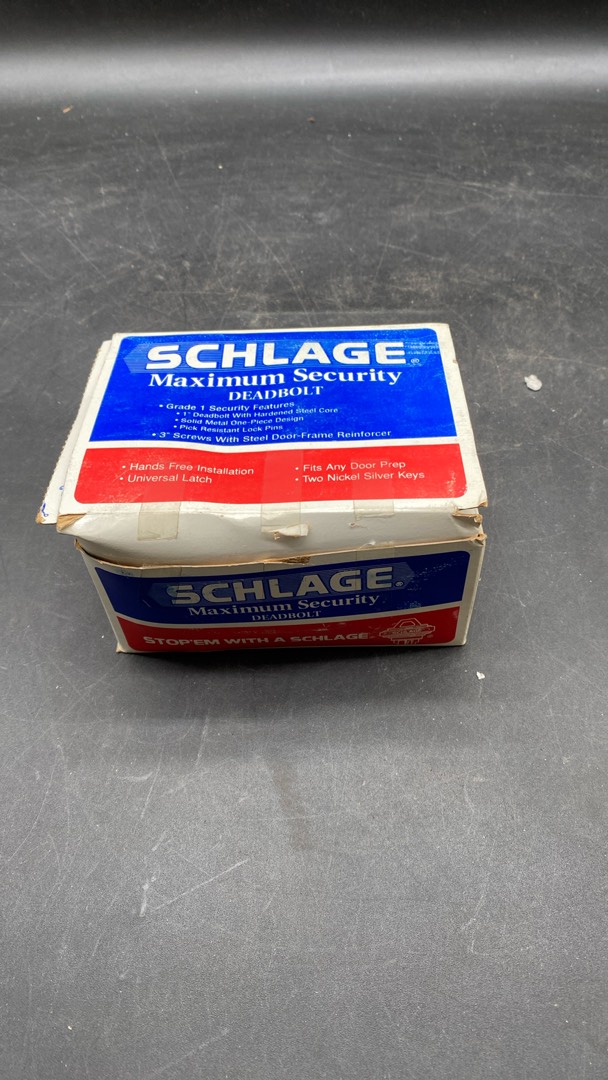 SCHLAGE®
Maximum Security
DEADBOLT
• Grade 1 Security Features
• 1" Deadbolt With Hardened Steel Core
• Solid Metal One-Piece Design
• Pick Resistant Lock Pins
• 3" Screws With Steel Door-Frame Reinforcer
• Hands Free Installation
• Fits Any Door Prep
• Universal Latch
• Two Nickel Silver Keys
SCHLAGE®
Maximum Security
DEADBOLT
STOP'EM WITH A SCHLAGE.